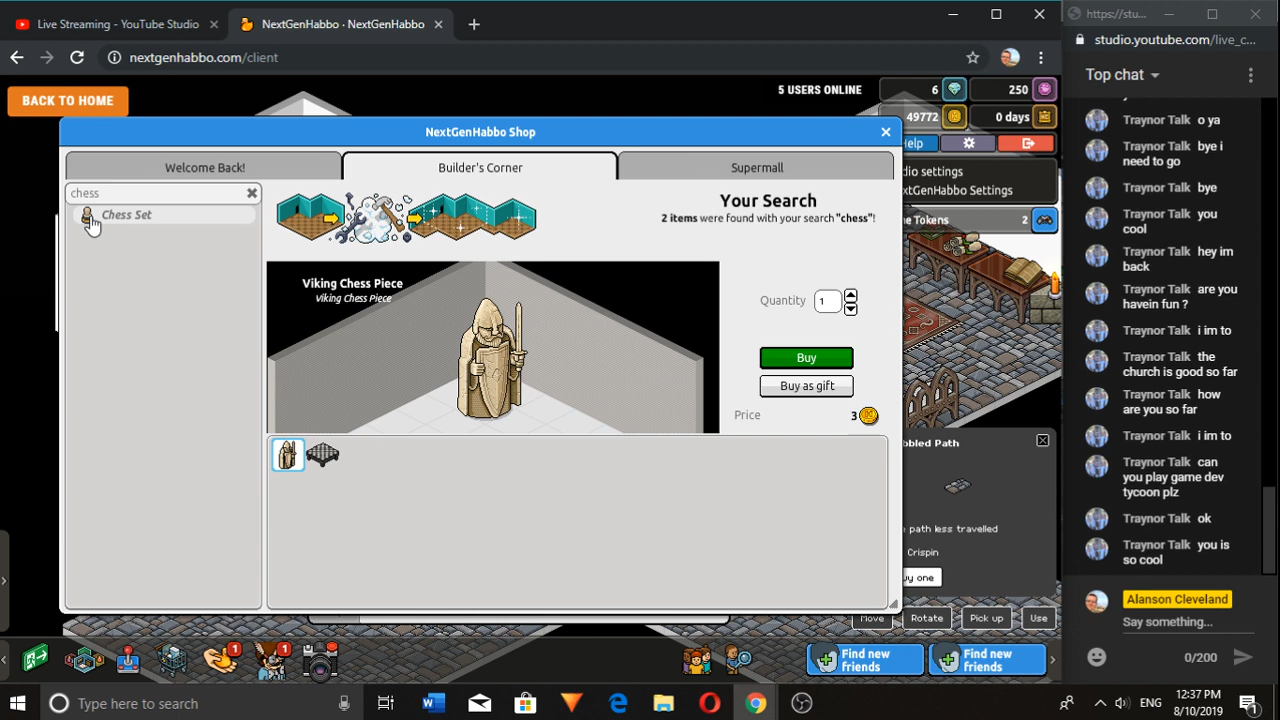 Live Streaming - YouTube Studio
NextGenHabbo · NextGenHabbo
https://stu...
nextgenhabbo.com/client
studio.youtube.com/live_c...
BACK TO HOME
5 USERS ONLINE
6
250
49772
0 days
NextGenHabbo Shop
Welcome Back!
Builder's Corner
Supermall
chess
Chess Set
Your Search
2 items were found with your search "chess"!
Viking Chess Piece
Viking Chess Piece
Quantity
1
Buy
Buy as gift
Price
3
Help
dio settings
xtGenHabbo Settings
e Tokens
2
bbled Path
path less travelled
Crispin
uy one
Move
Rotate
Pick up
Use
1
1
Find new
friends
Find new
friends
Top chat
Traynor Talk o ya
Traynor Talk bye i
need to go
Traynor Talk bye
Traynor Talk you
cool
Traynor Talk hey im
back
Traynor Talk are you
havein fun ?
Traynor Talk i im to
Traynor Talk the
church is good so far
Traynor Talk how
are you so far
Traynor Talk i im to
Traynor Talk can
you play game dev
tycoon plz
Traynor Talk ok
Traynor Talk you is
so cool
Alanson Cleveland
Say something...
0/200
Type here to search
ENG
12:37 PM
8/10/2019
1